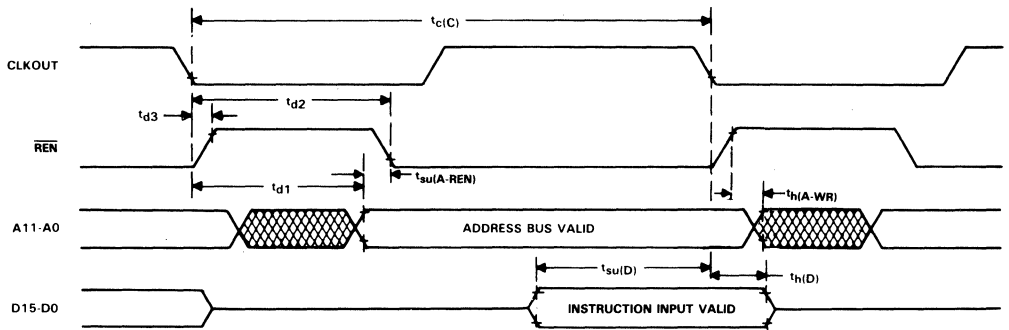 tc(C)
CLKOUT
td2
td3
REN
tsu(A-REN)
td1
th(A-WR)
A11-A0
ADDRESS BUS VALID
tsu(D)
th(D)
D15-D0
INSTRUCTION INPUT VALID